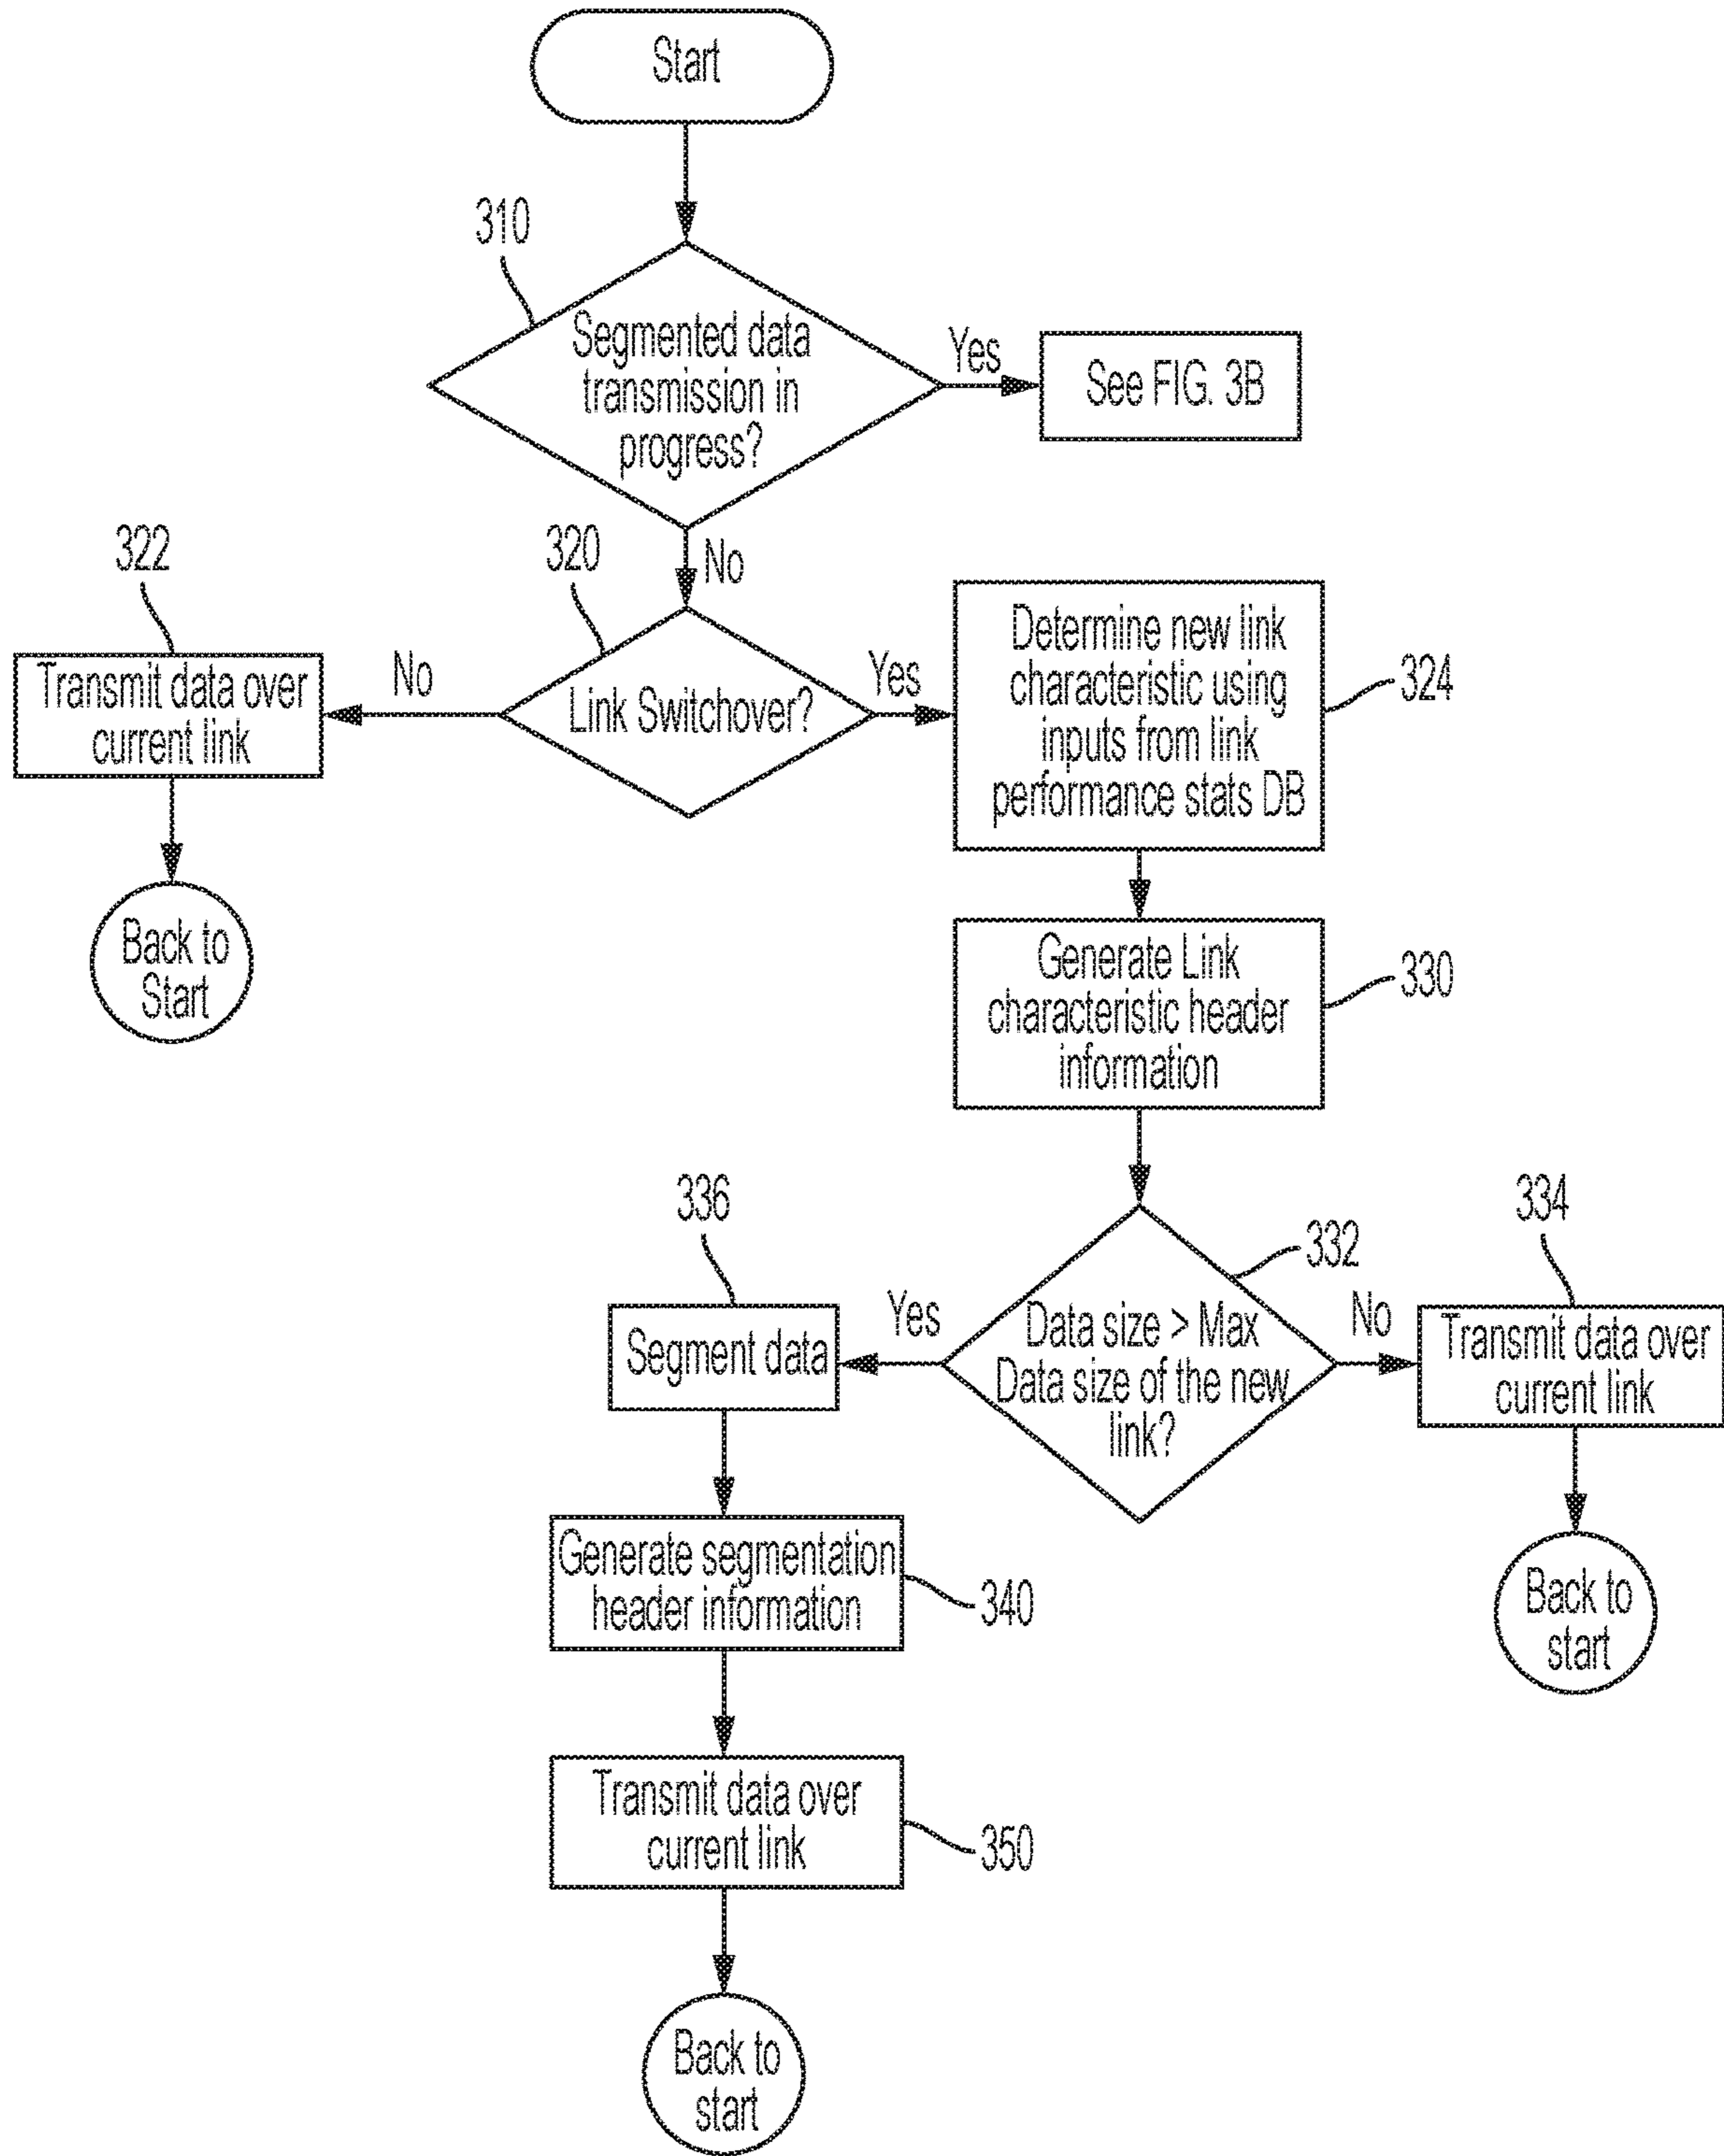 Start
310
Segmented data
transmission in
progress?
Yes
See FIG. 3B
No
320
322
Transmit data over
current link
No
Link Switchover?
Yes
Determine new link
characteristic using
inputs from link
performance stats DB
324
Back to
Start
Generate Link
characteristic header
information
330
336
332
334
Segment data
Yes
Data size > Max
Data size of the new
link?
No
Transmit data over
current link
Generate segmentation
header information
340
Back to
start
Transmit data over
current link
350
Back to
start